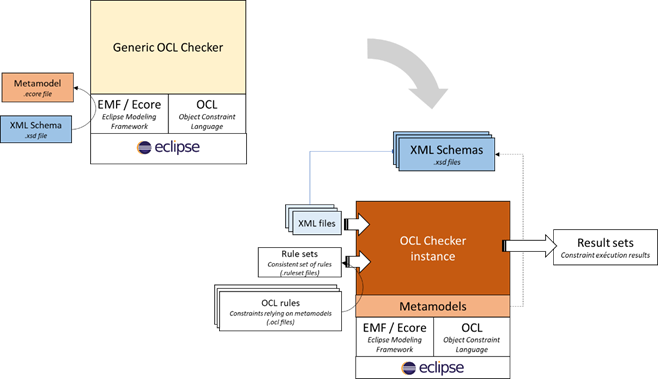 Generic OCL Checker
Metamodel
.ecore file
XML Schema
.xsd file
EMF / Ecore
Eclipse Modeling
Framework
OCL
Object Constraint
Language
eclipse
XML Schemas
.xsd files
XML files
Rule sets
Consistent set of rules
(.ruleset files)
OCL rules
Constraints relying on metamodels
(.ocl files)
OCL Checker
instance
Metamodels
EMF / Ecore
Eclipse Modeling
Framework
OCL
Object Constraint
Language
eclipse
Result sets
Constraint exécution results